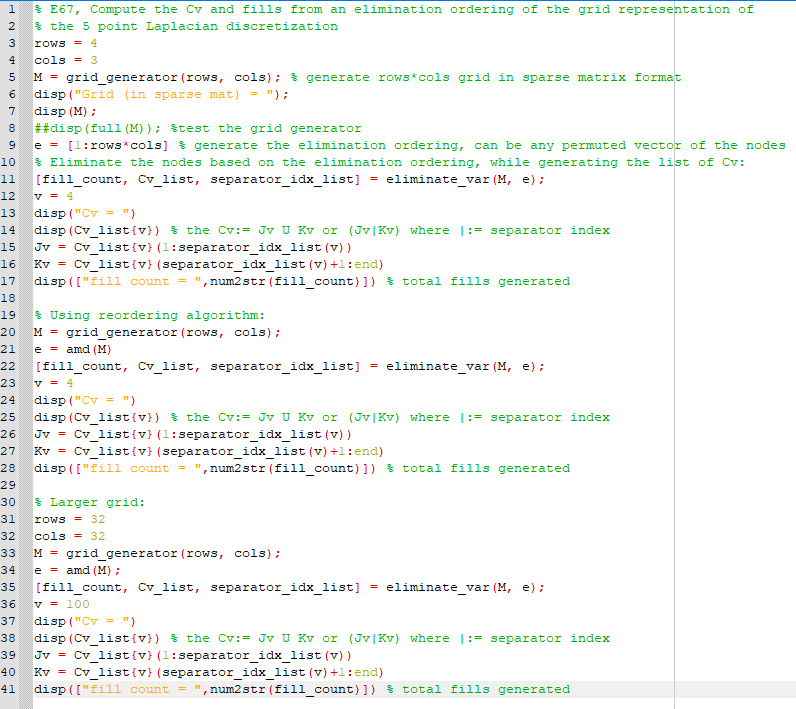 1 % E67, Compute the Cv and fills from an elimination ordering of the grid representation of
2 % the 5 point Laplacian discretization
3 rows = 4
4 cols = 3
5 M = grid_generator(rows, cols); % generate rows*cols grid in sparse matrix format
6 disp("Grid (in sparse mat) = ");
7 disp(M);
8 ##disp(full(M)); %test the grid generator
9 e = [1:rows*cols] % generate the elimination ordering, can be any permuted vector of the nodes
10 % Eliminate the nodes based on the elimination ordering, while generating the list of Cv:
11 [fill_count, Cv_list, separator_idx_list] = eliminate_var(M, e);
12 v = 4
13 disp("Cv = ")
14 disp(Cv_list{v}) % the Cv:= Jv U Kv or (Jv|Kv) where |:= separator index
15 Jv = Cv_list{v}(1:separator_idx_list(v))
16 Kv = Cv_list{v}(separator_idx_list(v)+1:end)
17 disp(["fill count = ",num2str(fill_count)]) % total fills generated
18
19 % Using reordering algorithm:
20 M = grid_generator(rows, cols);
21 e = amd(M)
22 [fill_count, Cv_list, separator_idx_list] = eliminate_var(M, e);
23 v = 4
24 disp("Cv = ")
25 disp(Cv_list{v}) % the Cv:= Jv U Kv or (Jv|Kv) where |:= separator index
26 Jv = Cv_list{v}(1:separator_idx_list(v))
27 Kv = Cv_list{v}(separator_idx_list(v)+1:end)
28 disp(["fill count = ",num2str(fill_count)]) % total fills generated
29
30 % Larger grid:
31 rows = 32
32 cols = 32
33 M = grid_generator(rows, cols);
34 e = amd(M);
35 [fill_count, Cv_list, separator_idx_list] = eliminate_var(M, e);
36 v = 100
37 disp("Cv = ")
38 disp(Cv_list{v}) % the Cv:= Jv U Kv or (Jv|Kv) where |:= separator index
39 Jv = Cv_list{v}(1:separator_idx_list(v))
40 Kv = Cv_list{v}(separator_idx_list(v)+1:end)
41 disp(["fill count = ",num2str(fill_count)]) % total fills generated